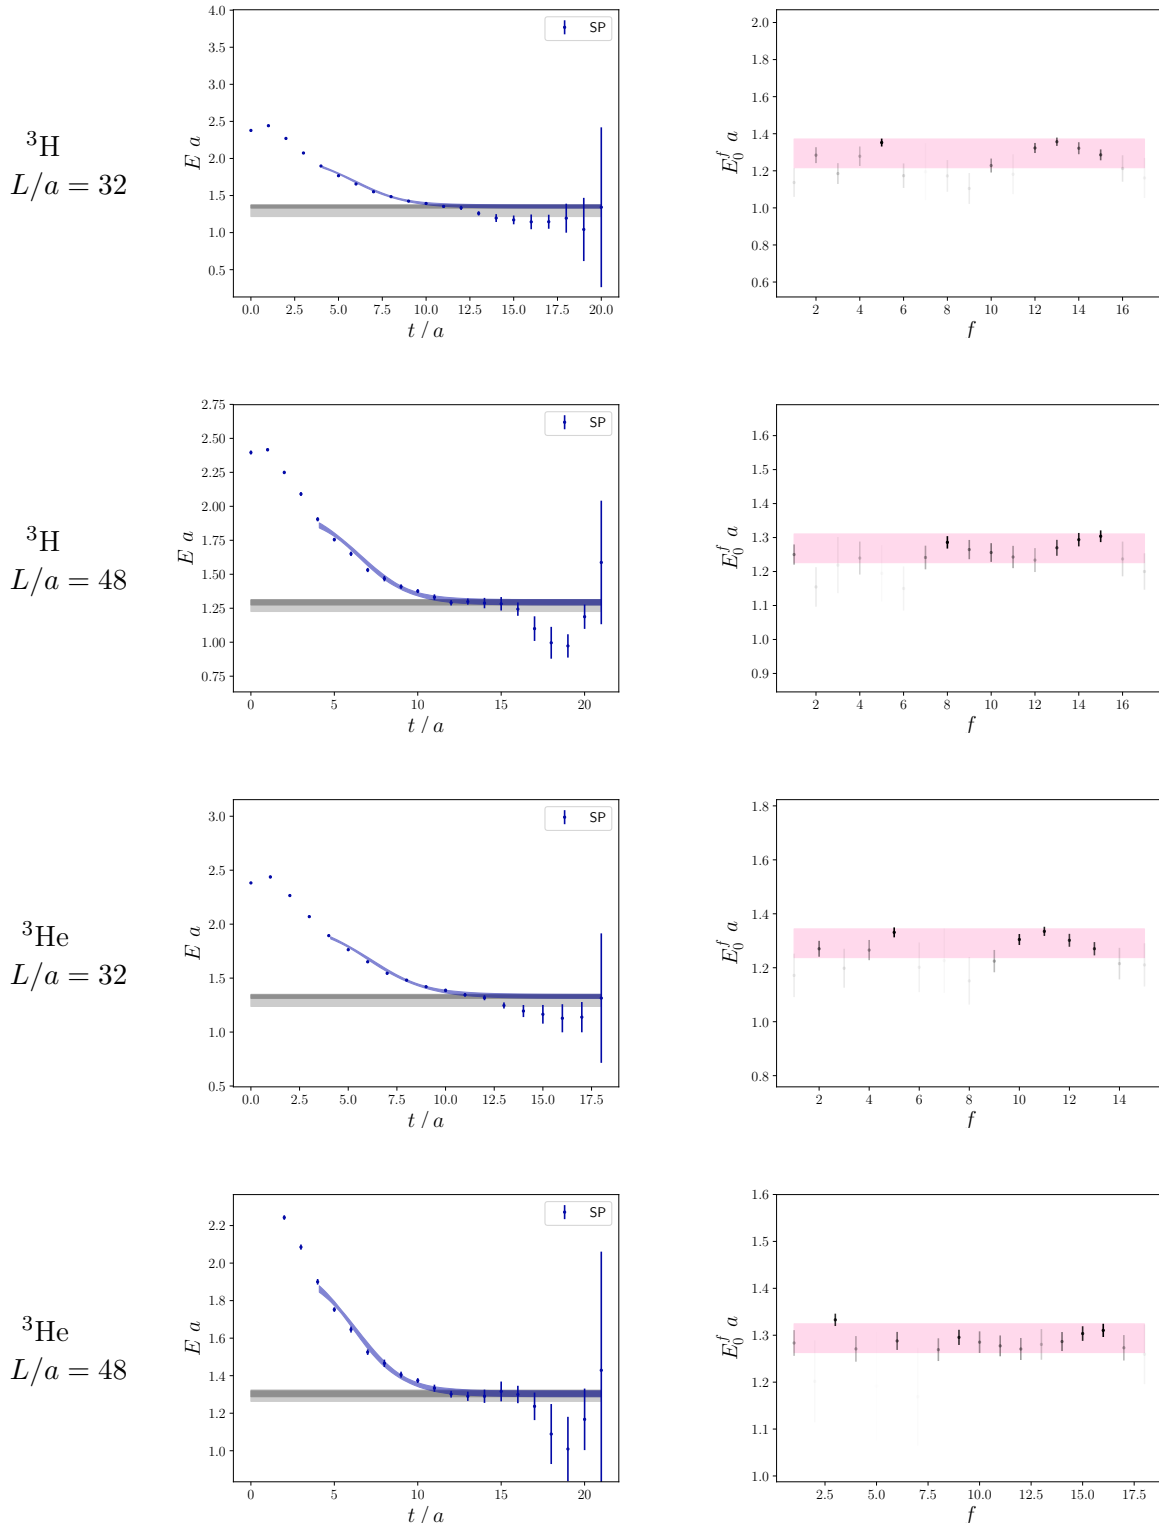 ³H
L/a = 32
E a
4.0
3.5
3.0
2.5
2.0
1.5
1.0
0.5
SP
0.0 2.5 5.0 7.5 10.0 12.5 15.0 17.5 20.0
t / a
E₀ᶠ a
2.0
1.8
1.6
1.4
1.2
1.0
0.8
0.6
2 4 6 8 10 12 14 16
f
³H
L/a = 48
E a
2.75
2.50
2.25
2.00
1.75
1.50
1.25
1.00
0.75
SP
0 5 10 15 20
t / a
E₀ᶠ a
1.6
1.5
1.4
1.3
1.2
1.1
1.0
0.9
2 4 6 8 10 12 14 16
f
³He
L/a = 32
E a
3.0
2.5
2.0
1.5
1.0
0.5
SP
0.0 2.5 5.0 7.5 10.0 12.5 15.0 17.5
t / a
E₀ᶠ a
1.8
1.6
1.4
1.2
1.0
0.8
2 4 6 8 10 12 14
f
³He
L/a = 48
E a
2.2
2.0
1.8
1.6
1.4
1.2
1.0
SP
0 5 10 15 20
t / a
E₀ᶠ a
1.6
1.5
1.4
1.3
1.2
1.1
1.0
2.5 5.0 7.5 10.0 12.5 15.0 17.5
f